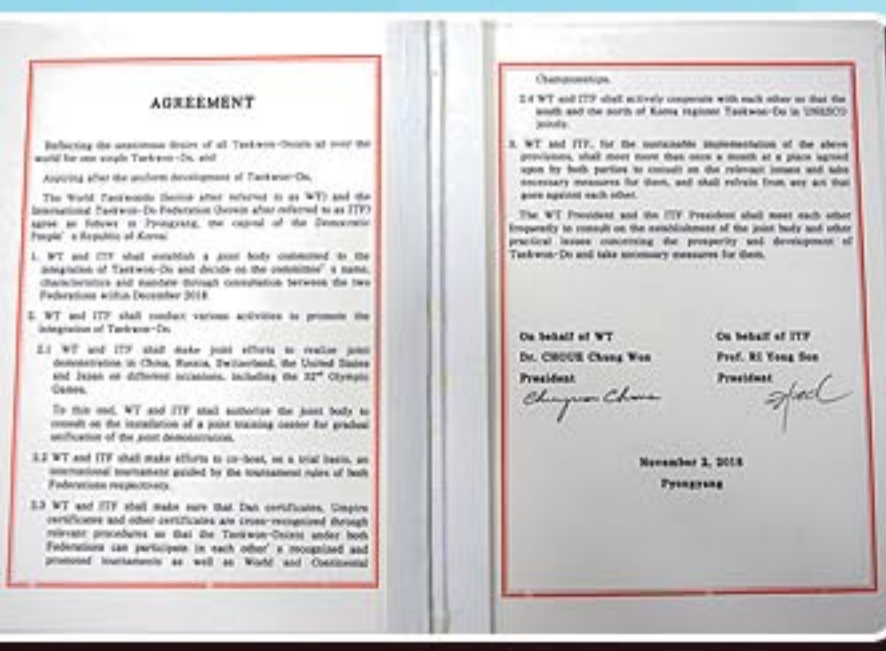 AGREEMENT
Reflecting the unanimous desire of all Taekwon-Doists all over the
world for one single Taekwon-Do, and
Aspiring after the uniform development of Taekwon-Do,
The World Taekwondo (herein after referred to as WT) and the
International Taekwon-Do Federation (herein after referred to as ITF)
agree as follows in Pyongyang, the capital of the Democratic
People's Republic of Korea:
1. WT and ITF shall establish a joint body committed to the
integration of Taekwon-Do and decide on the committee's name,
characteristics and mandate through consultation between the two
Federations within December 2018.
2. WT and ITF shall conduct various activities to promote the
integration of Taekwon-Do.
2.1 WT and ITF shall make joint efforts to realize joint
demonstration in China, Russia, Switzerland, the United States
and Japan on different occasions, including the 32nd Olympic
Games.
To this end, WT and ITF shall authorize the joint body to
consult on the installation of a joint training center for gradual
unification of the joint demonstration.
2.2 WT and ITF shall make efforts to co-host, on a trial basis, an
international tournament guided by the tournament rules of both
Federations respectively.
2.3 WT and ITF shall make sure that Dan certificates, Umpire
certificates and other certificates are cross-recognized through
relevant procedures so that the Taekwon-Doists under both
Federations can participate in each other's recognized and
promoted tournaments as well as World and Continental
Championships.
2.4 WT and ITF shall actively cooperate with each other so that the
south and the north of Korea register Taekwon-Do in UNESCO
jointly.
3. WT and ITF, for the sustainable implementation of the above
provisions, shall meet more than once a month at a place agreed
upon by both parties to consult on the relevant issues and take
necessary measures for them, and shall refrain from any act that
goes against each other.
The WT President and the ITF President shall meet each other
frequently to consult on the establishment of the joint body and other
practical issues concerning the prosperity and development of
Taekwon-Do and take necessary measures for them.
On behalf of WT
Dr. CHOUE Chung Won
President
Chungwon Choue
On behalf of ITF
Prof. RI Yong Son
President
November 2, 2018
Pyongyang